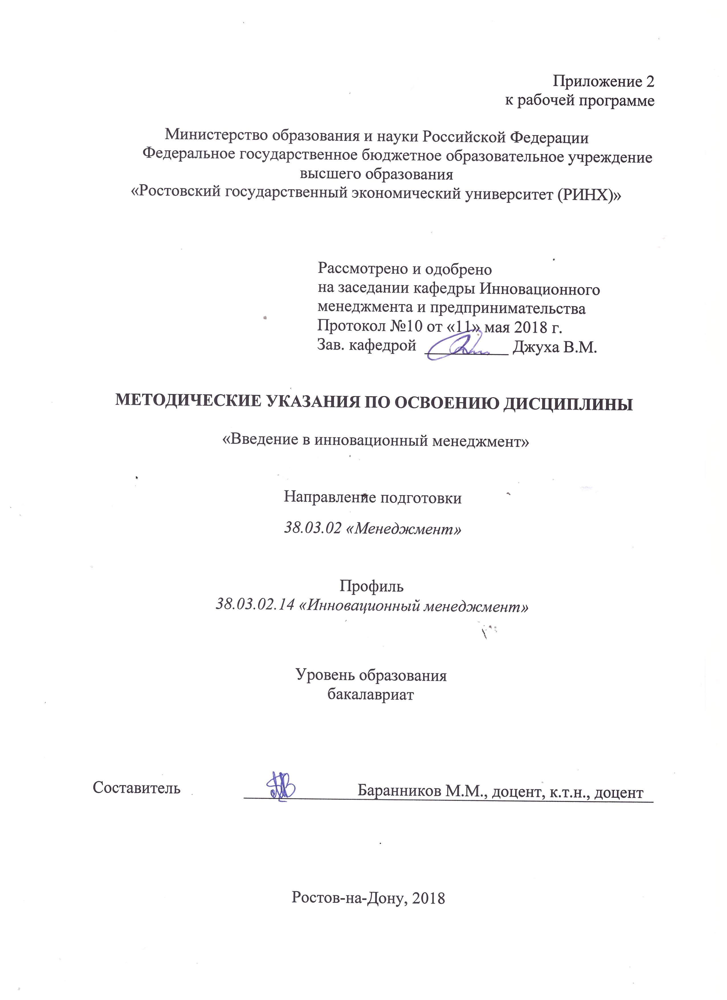 Приложение 2
к рабочей программе
Министерство образования и науки Российской Федерации
Федеральное государственное бюджетное образовательное учреждение
высшего образования
«Ростовский государственный экономический университет (РИНХ)»
Рассмотрено и одобрено
на заседании кафедры Инновационного
менеджмента и предпринимательства
Протокол №10 от «11» мая 2018 г.
Зав. кафедрой __________ Джуха В.М.
МЕТОДИЧЕСКИЕ УКАЗАНИЯ ПО ОСВОЕНИЮ ДИСЦИПЛИНЫ
«Введение в инновационный менеджмент»
Направление подготовки
38.03.02 «Менеджмент»
Профиль
38.03.02.14 «Инновационный менеджмент»
Уровень образования
бакалавриат
Составитель Баранников М.М., доцент, к.т.н., доцент
Ростов-на-Дону, 2018